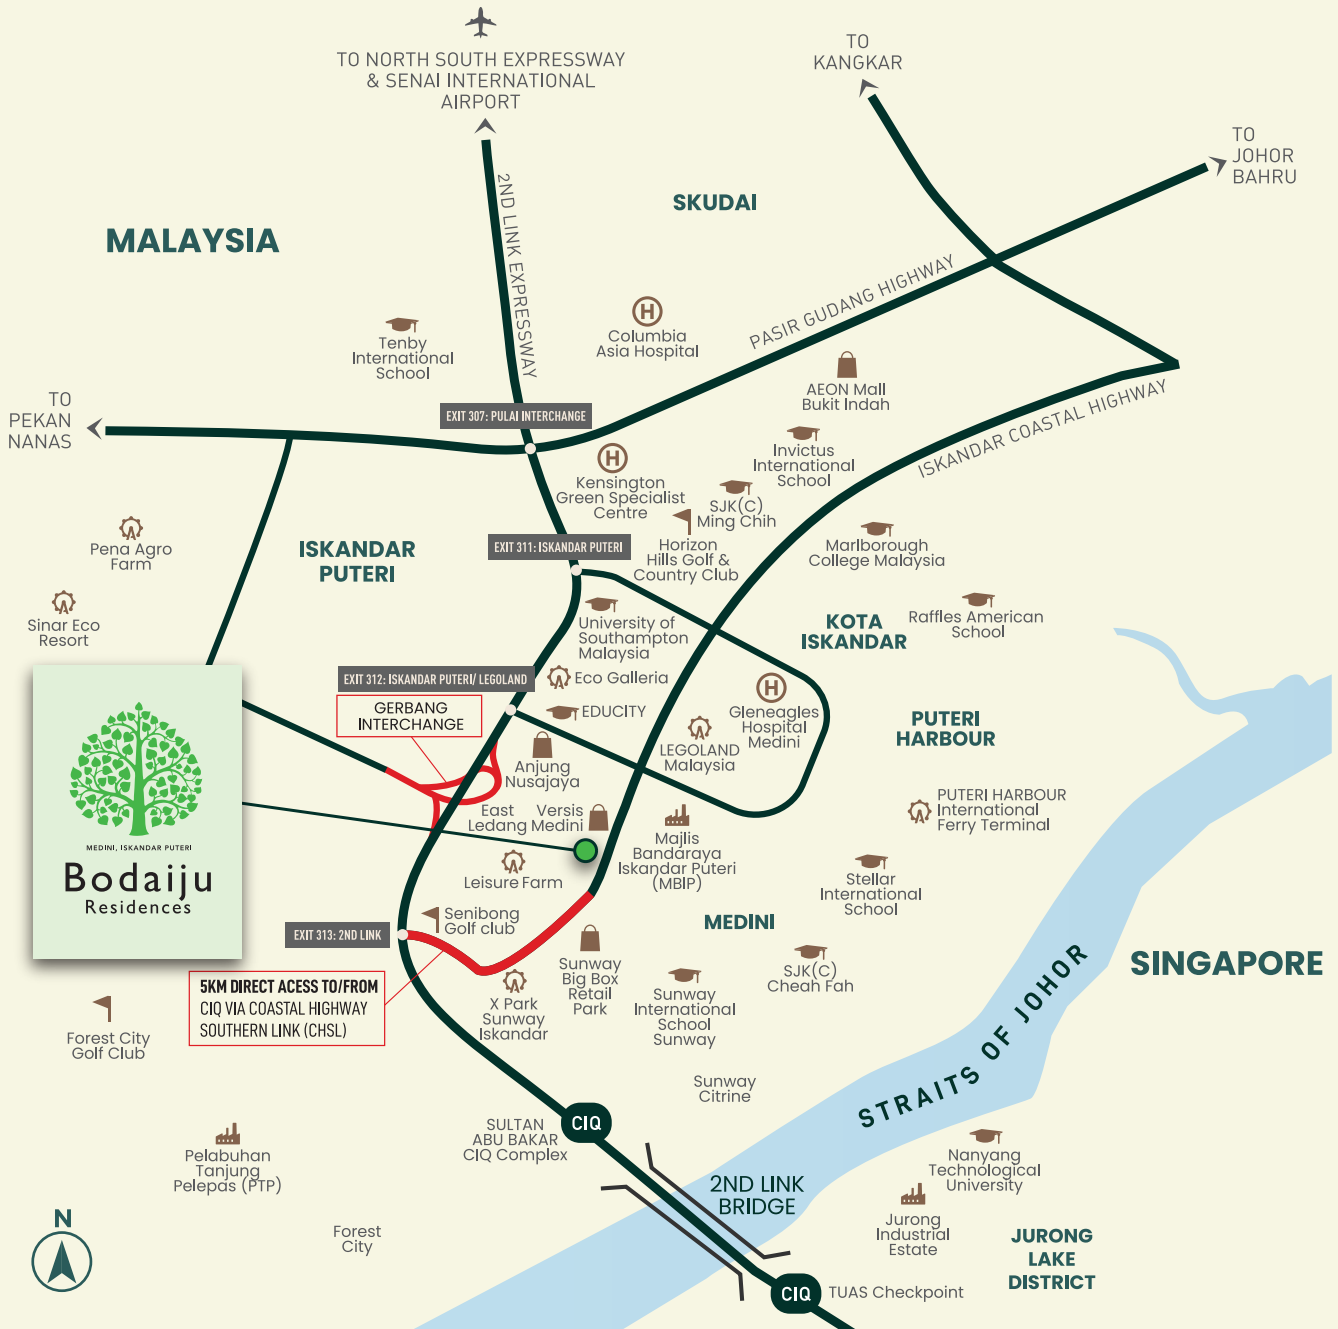 TO NORTH SOUTH EXPRESSWAY
& SENAI INTERNATIONAL
AIRPORT
TO
KANGKAR
TO
JOHOR
BAHRU
2ND LINK EXPRESSWAY
SKUDAI
MALAYSIA
PASIR GUDANG HIGHWAY
H
Columbia
Asia Hospital
Tenby
International
School
AEON Mall
Bukit Indah
ISKANDAR COASTAL HIGHWAY
TO
PEKAN
NANAS
EXIT 307: PULAI INTERCHANGE
Invictus
International
School
H
Kensington
Green Specialist
Centre
SJK(C)
Ming Chih
Pena Agro
Farm
ISKANDAR
PUTERI
EXIT 311: ISKANDAR PUTERI
Horizon
Hills Golf &
Country Club
Marlborough
College Malaysia
Sinar Eco
Resort
University of
Southampton
Malaysia
KOTA
ISKANDAR
Raffles American
School
EXIT 312: ISKANDAR PUTERI/ LEGOLAND
Eco Galleria
GERBANG
INTERCHANGE
EDUCITY
H
Gleneagles
Hospital
Medini
PUTERI
HARBOUR
LEGOLAND
Malaysia
Anjung
Nusajaya
PUTERI HARBOUR
International
Ferry Terminal
East
Ledang
Versis
Medini
Majlis
Bandaraya
Iskandar Puteri
(MBIP)
MEDINI, ISKANDAR PUTERI
Bodaiju
Residences
Leisure Farm
Stellar
International
School
Senibong
Golf club
MEDINI
EXIT 313: 2ND LINK
SINGAPORE
Sunway
Big Box
Retail
Park
SJK(C)
Cheah Fah
5KM DIRECT ACESS TO/FROM
CIQ VIA COASTAL HIGHWAY
SOUTHERN LINK (CHSL)
X Park
Sunway
Iskandar
Sunway
International
School
Sunway
Forest City
Golf Club
STRAITS OF JOHOR
Sunway
Citrine
SULTAN
ABU BAKAR
CIQ Complex
CIQ
Pelabuhan
Tanjung
Pelepas (PTP)
Nanyang
Technological
University
2ND LINK
BRIDGE
Jurong
Industrial
Estate
N
Forest
City
JURONG
LAKE
DISTRICT
CIQ
TUAS Checkpoint